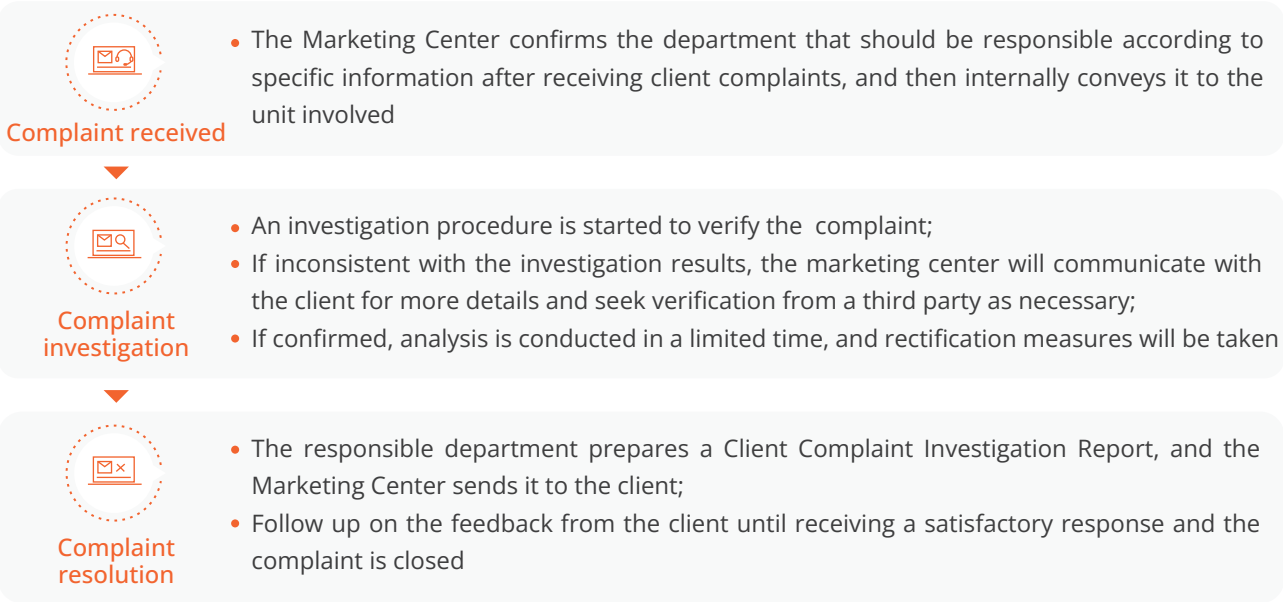 Complaint received
• The Marketing Center confirms the department that should be responsible according to
specific information after receiving client complaints, and then internally conveys it to the
unit involved
Complaint
investigation
• An investigation procedure is started to verify the complaint;
• If inconsistent with the investigation results, the marketing center will communicate with
the client for more details and seek verification from a third party as necessary;
• If confirmed, analysis is conducted in a limited time, and rectification measures will be taken
Complaint
resolution
• The responsible department prepares a Client Complaint Investigation Report, and the
Marketing Center sends it to the client;
• Follow up on the feedback from the client until receiving a satisfactory response and the
complaint is closed